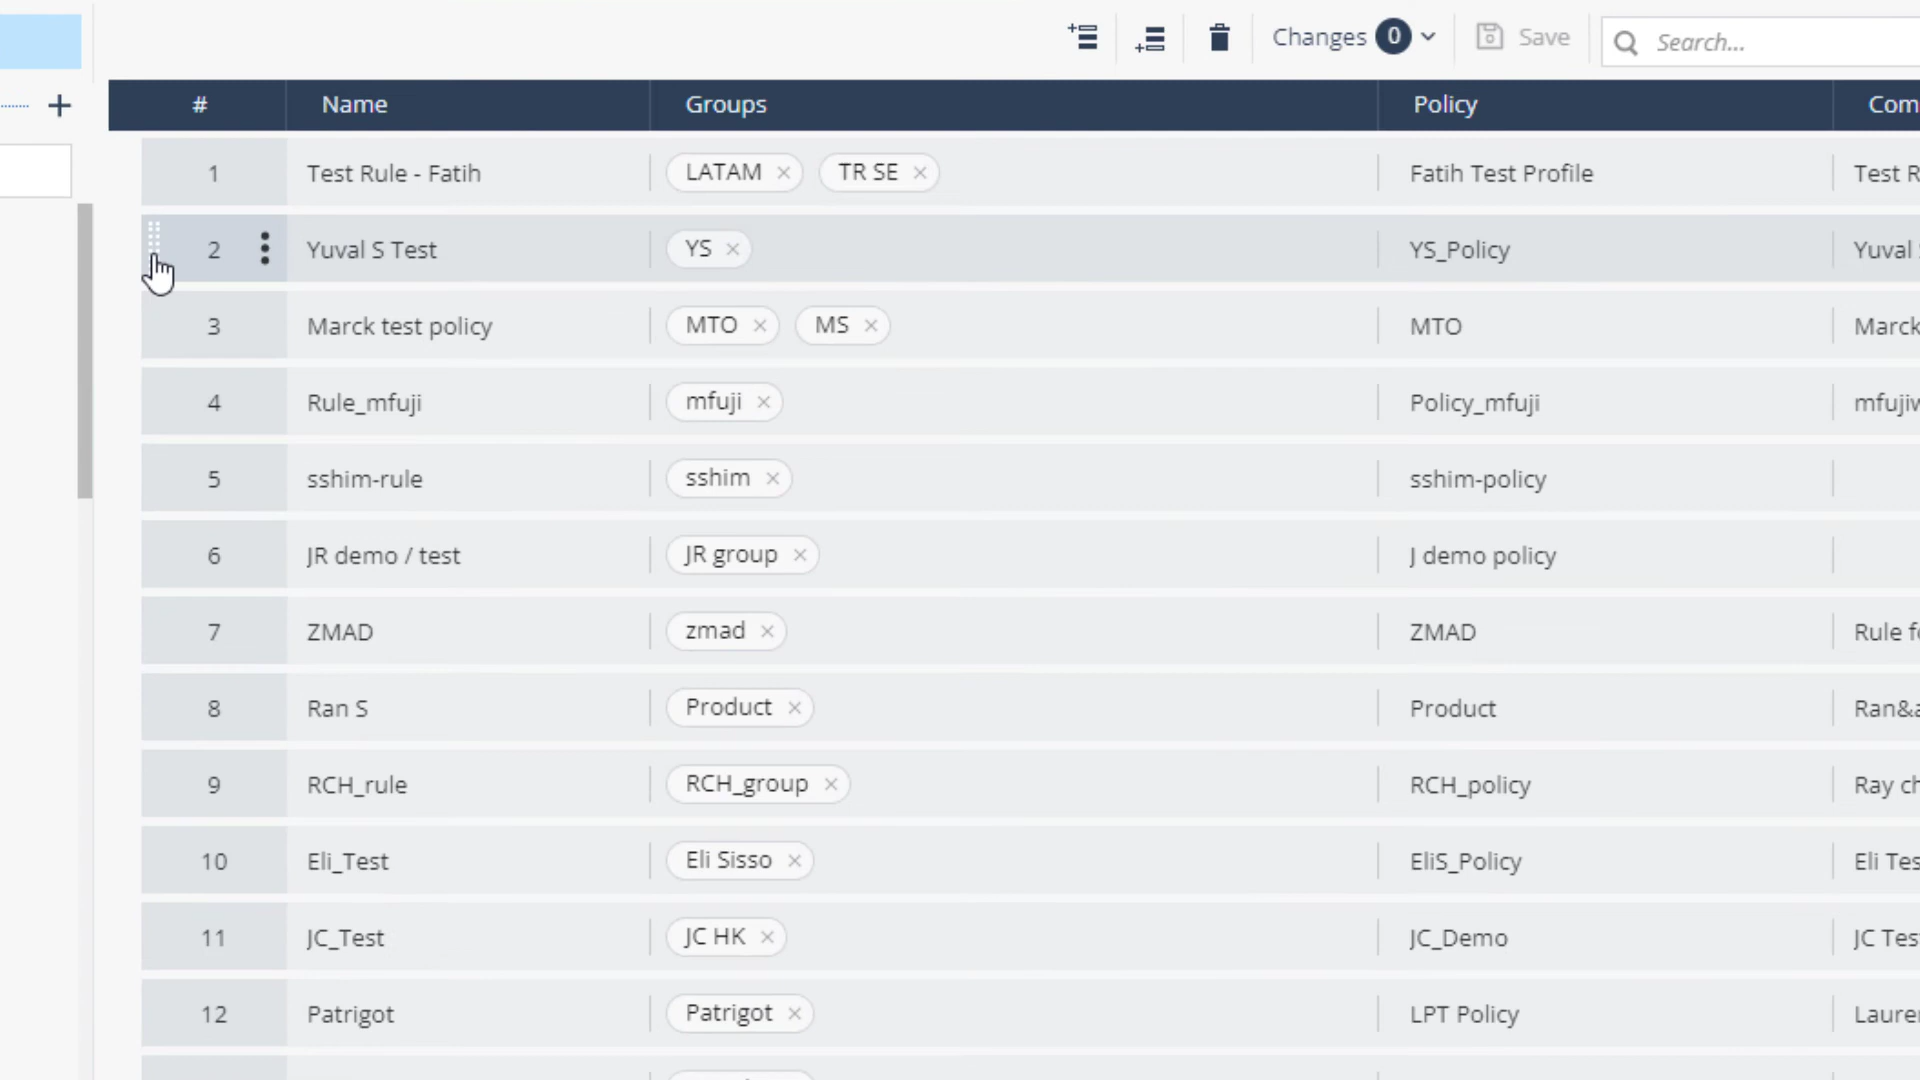 Changes 0 Save Search...
# Name Groups Policy Com
1 Test Rule - Fatih LATAM × TR SE × Fatih Test Profile Test R
2 Yuval S Test YS × YS_Policy Yuval
3 Marck test policy MTO × MS × MTO Marck
4 Rule_mfuji mfuji × Policy_mfuji mfujiw
5 sshim-rule sshim × sshim-policy
6 JR demo / test JR group × J demo policy
7 ZMAD zmad × ZMAD Rule fo
8 Ran S Product × Product Ran&a
9 RCH_rule RCH_group × RCH_policy Ray ch
10 Eli_Test Eli Sisso × EliS_Policy Eli Tes
11 JC_Test JC HK × JC_Demo JC Tes
12 Patrigot Patrigot × LPT Policy Laure